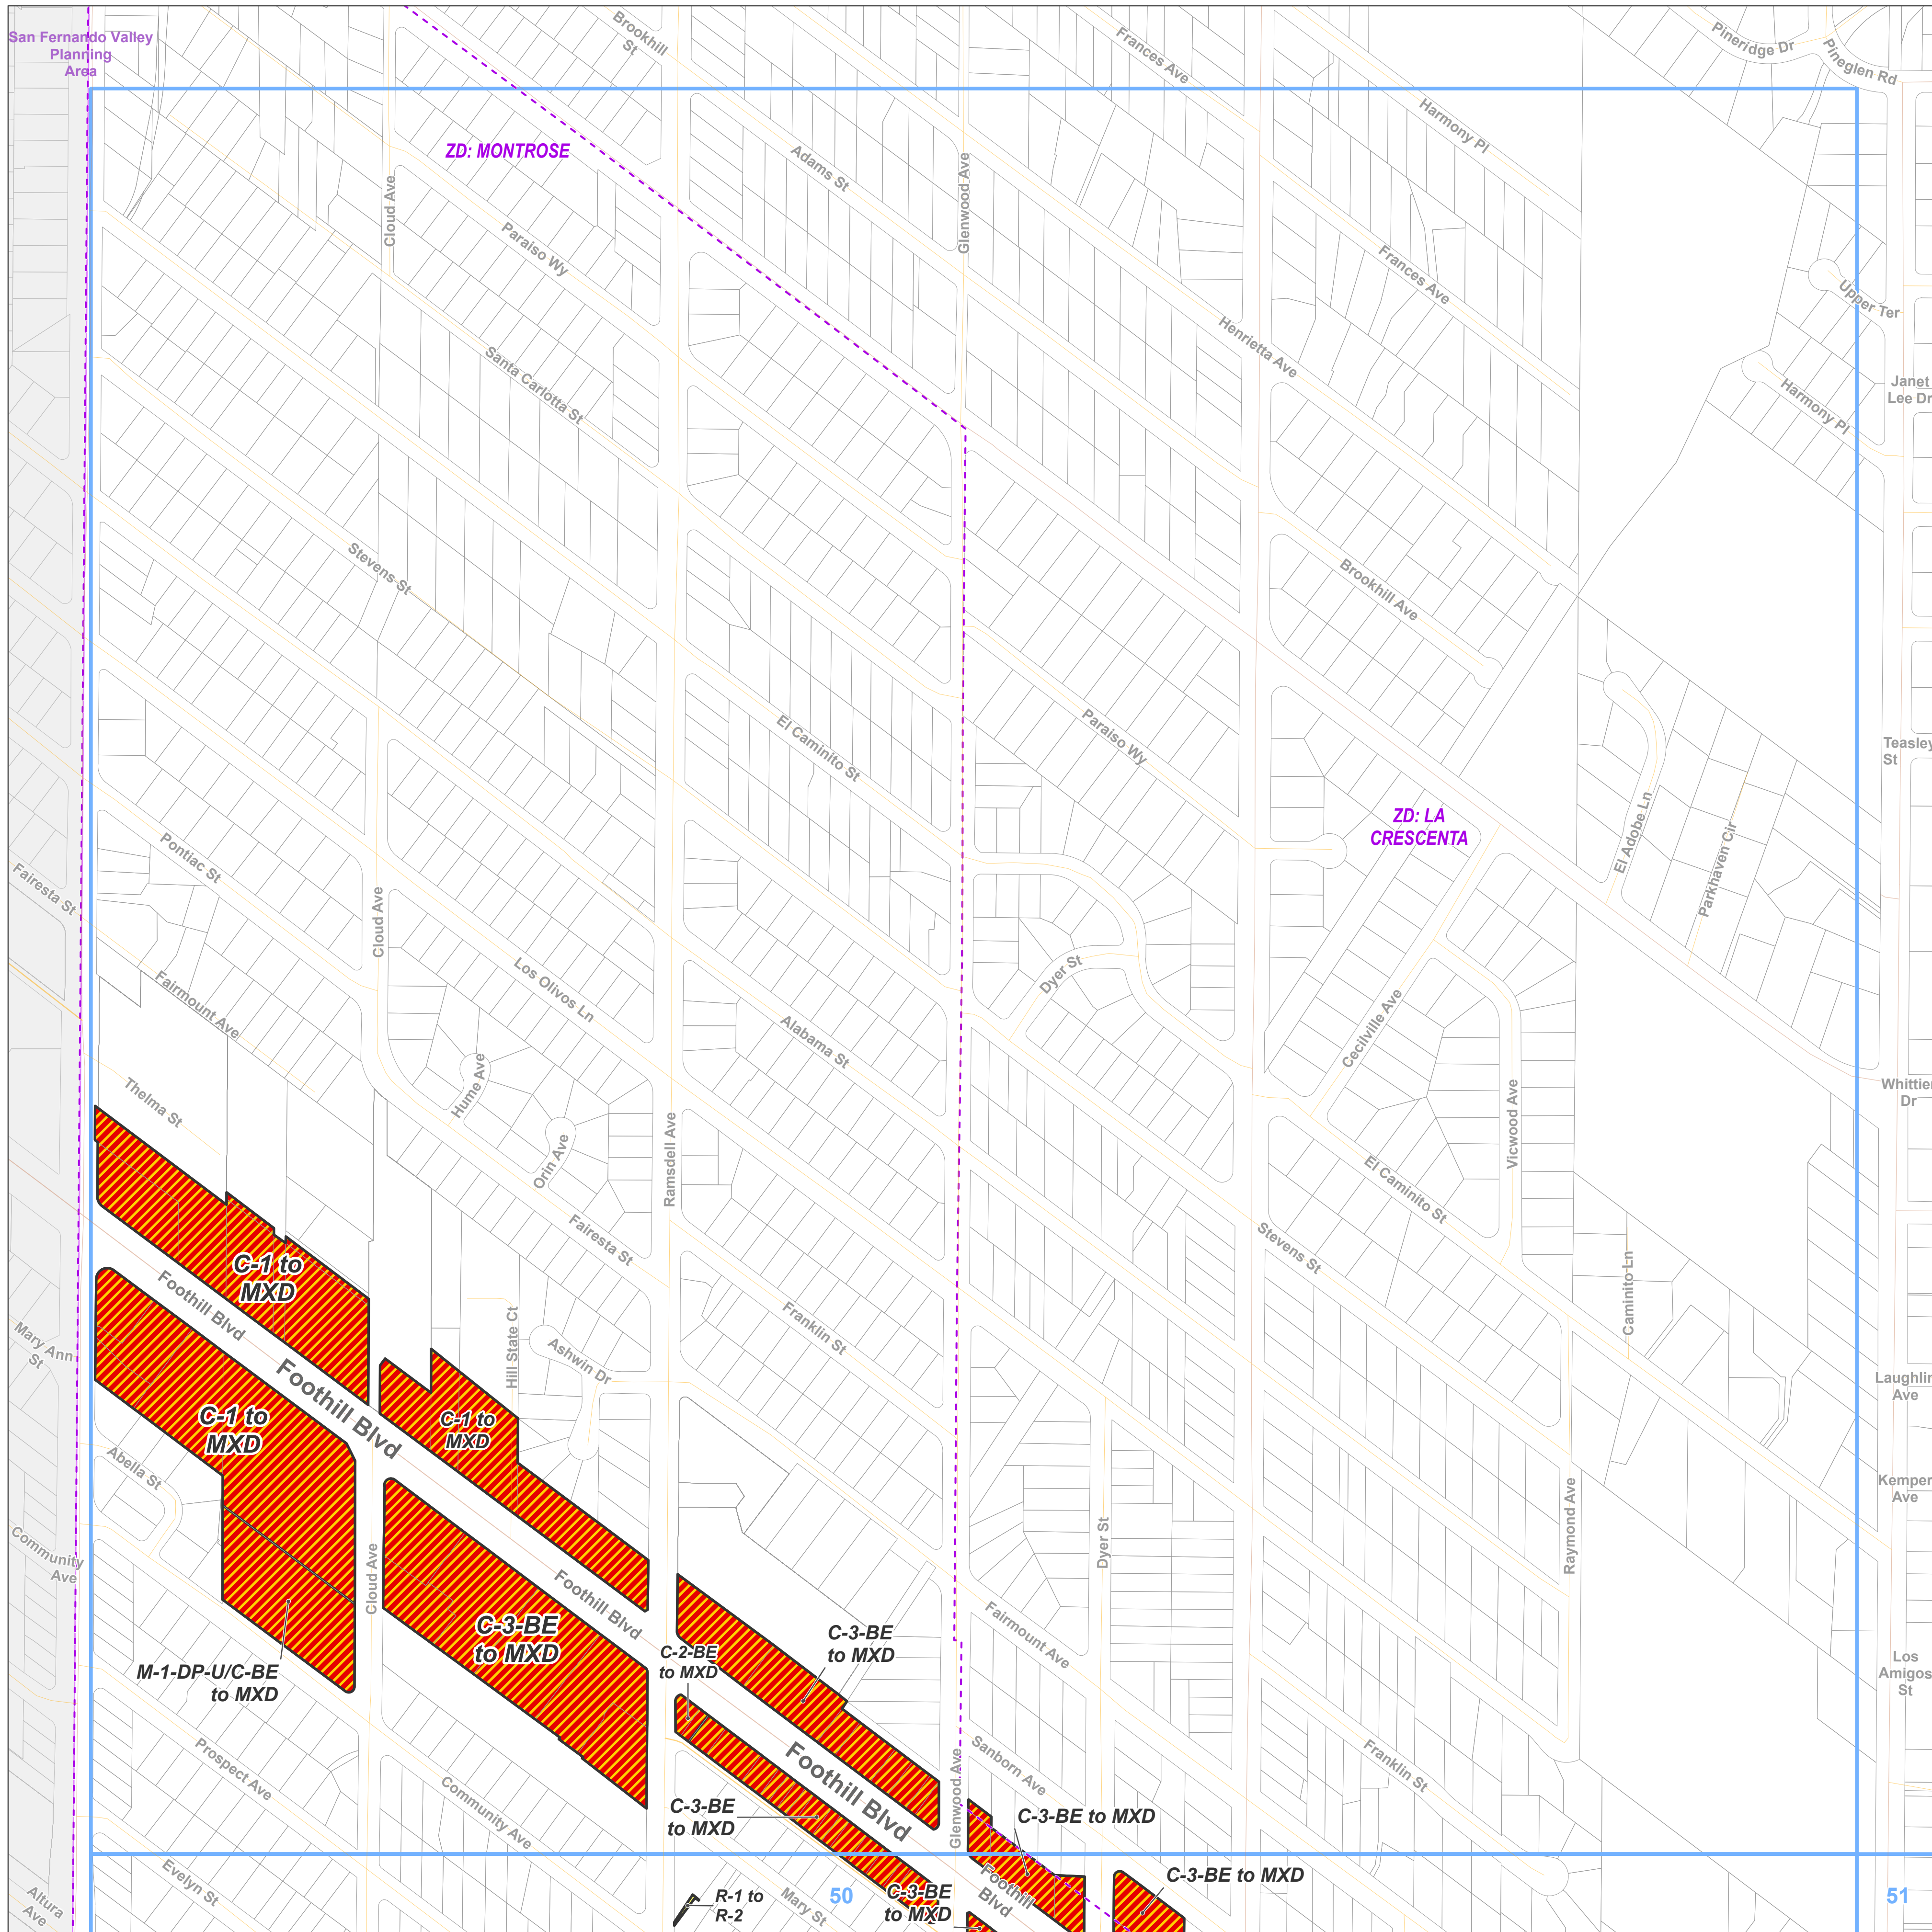 San Fernando Valley
Planning
Area
Brookhill
St
Frances Ave
Pineridge Dr
Pineglen Rd
Harmony Pl
ZD: MONTROSE
Adams St
Cloud Ave
Glenwood Ave
Paraiso Wy
Frances Ave
Upper Ter
Henrietta Ave
Santa Carlotta St
Janet
Lee Dr
Harmony Pl
Stevens St
Brookhill Ave
El Caminito St
Paraiso Wy
Teasley
St
ZD: LA
CRESCENTA
El Adobe Ln
Parkhaven Cir
Pontiac St
Fairesta St
Cloud Ave
Los Olivos Ln
Dyer St
Fairmount Ave
Alabama St
Cecilville Ave
Hume Ave
Thelma St
Whittier
Dr
Vicwood Ave
Orin Ave
Ramsdell Ave
El Caminito St
Fairesta St
Stevens St
C-1 to
MXD
Foothill Blvd
Caminito Ln
Franklin St
Mary Ann
St
Hill State Ct
Ashwin Dr
Foothill Blvd
Laughlin
Ave
C-1 to
MXD
C-1 to
MXD
Abella St
Kemper
Ave
Raymond Ave
Community
Ave
Cloud Ave
Dyer St
Foothill Blvd
C-3-BE
to MXD
Fairmount Ave
C-3-BE
to MXD
C-2-BE
to MXD
M-1-DP-U/C-BE
to MXD
Los
Amigos
St
Prospect Ave
Foothill Blvd
Glenwood Ave
Sanborn Ave
Franklin St
Community Ave
C-3-BE
to MXD
C-3-BE to MXD
Evelyn St
Altura
Ave
R-1 to
R-2
Mary St
50
C-3-BE
to MXD
Foothill
Blvd
C-3-BE to MXD
51